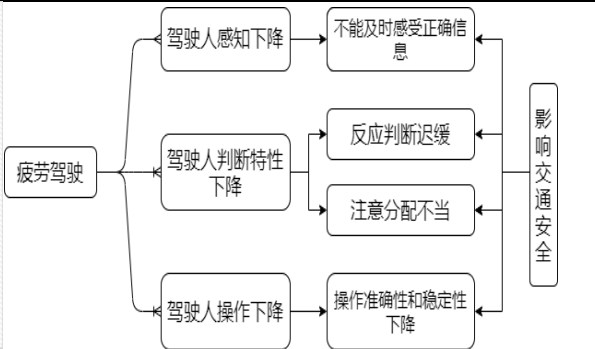 驾驶人感知下降
不能及时感受正确信
息
疲劳驾驶
驾驶人判断特性
下降
反应判断迟缓
注意分配不当
驾驶人操作下降
操作准确性和稳定性
下降
影响交通安全